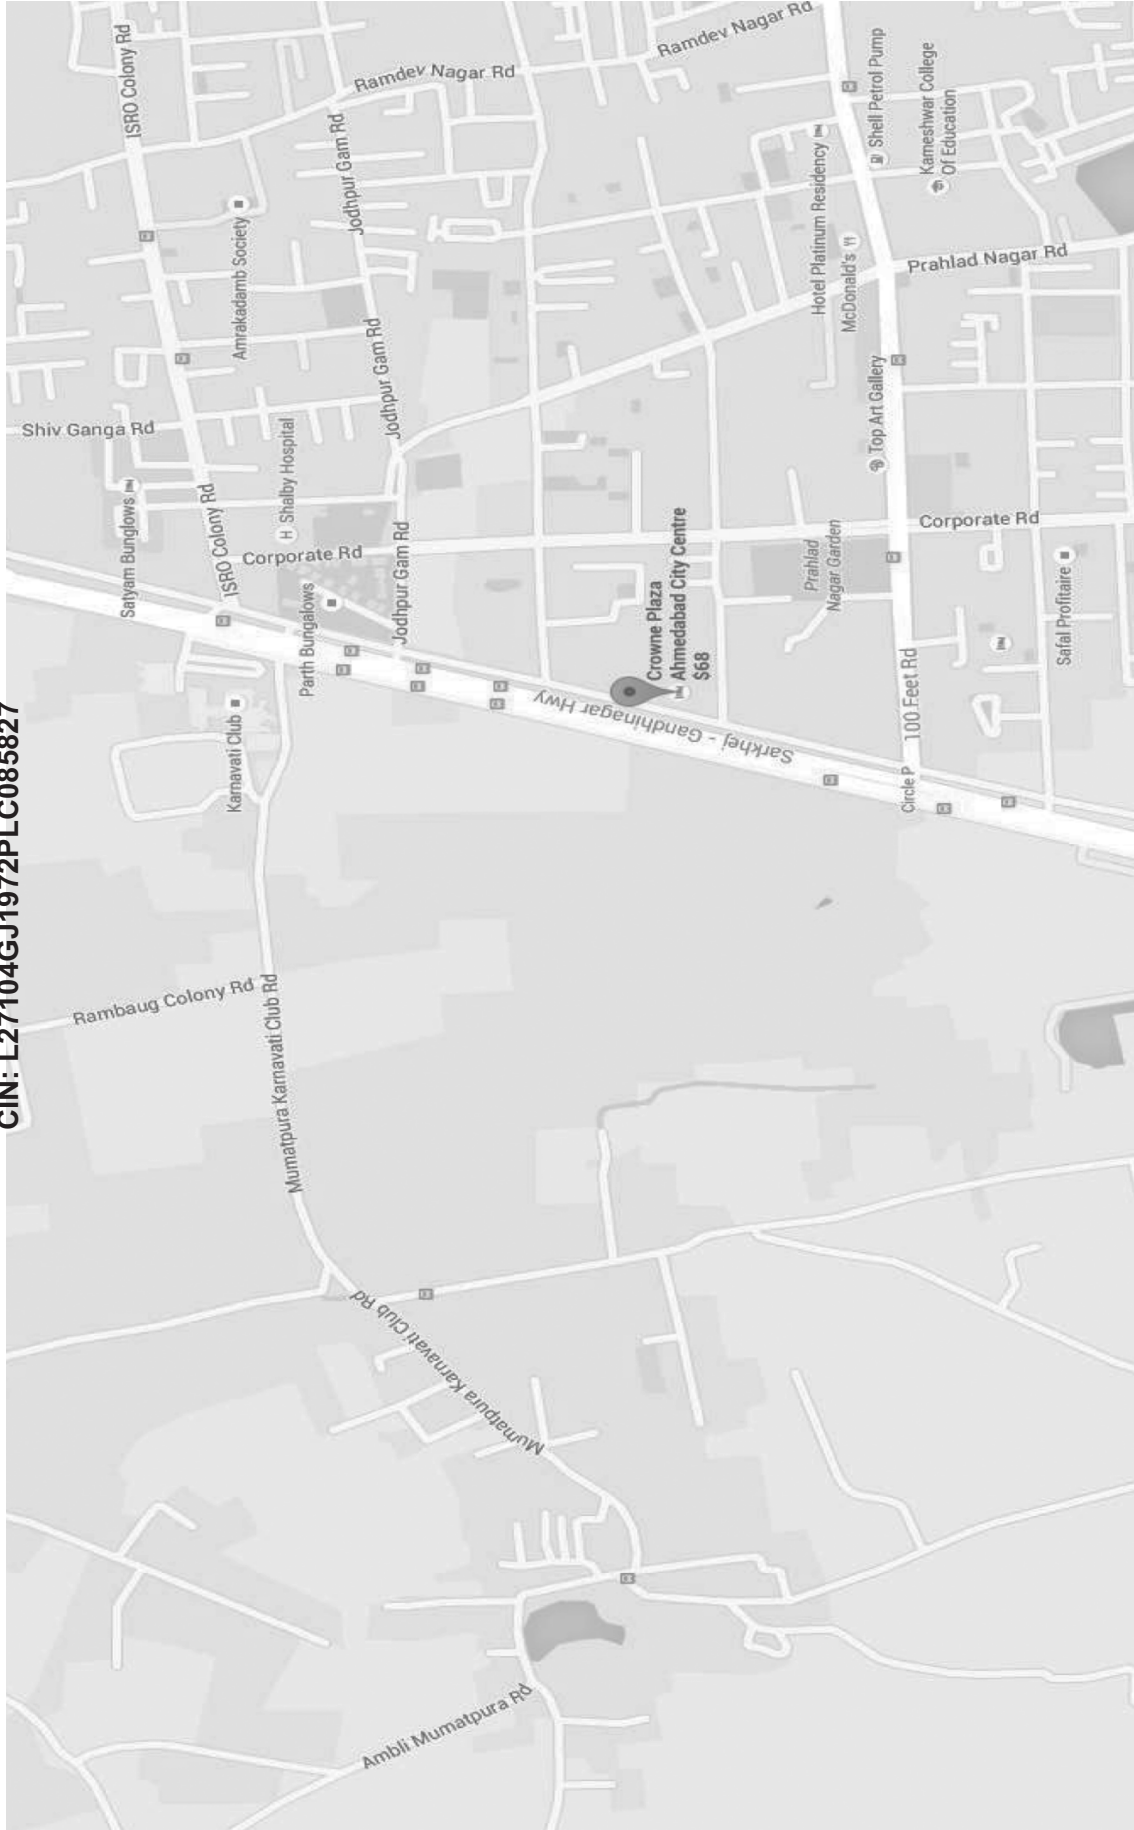 CIN: L27104GJ1972PLC085827
ISRO Colony Rd
Ramdev Nagar Rd
Ramdev Nagar Rd
Shell Petrol Pump
Kameshwar College
Of Education
Jodhpur Gam Rd
Amrakadamb Society
Hotel Platinum Residency
McDonald's
Prahlad Nagar Rd
Jodhpur Gam Rd
Shiv Ganga Rd
Top Art Gallery
H Shalby Hospital
Satyam Bunglows
ISRO Colony Rd
Corporate Rd
Corporate Rd
Jodhpur Gam Rd
Prahlad
Nagar Garden
Parth Bungalows
Crowne Plaza
Ahmedabad City Centre
$68
Safal Profitaire
Sarkhej - Gandhinagar Hwy
100 Feet Rd
Karnavati Club
Circle P
Rambaug Colony Rd
Mumatpura Karnavati Club Rd
Mumatpura Karnavati Club Rd
Ambli Mumatpura Rd